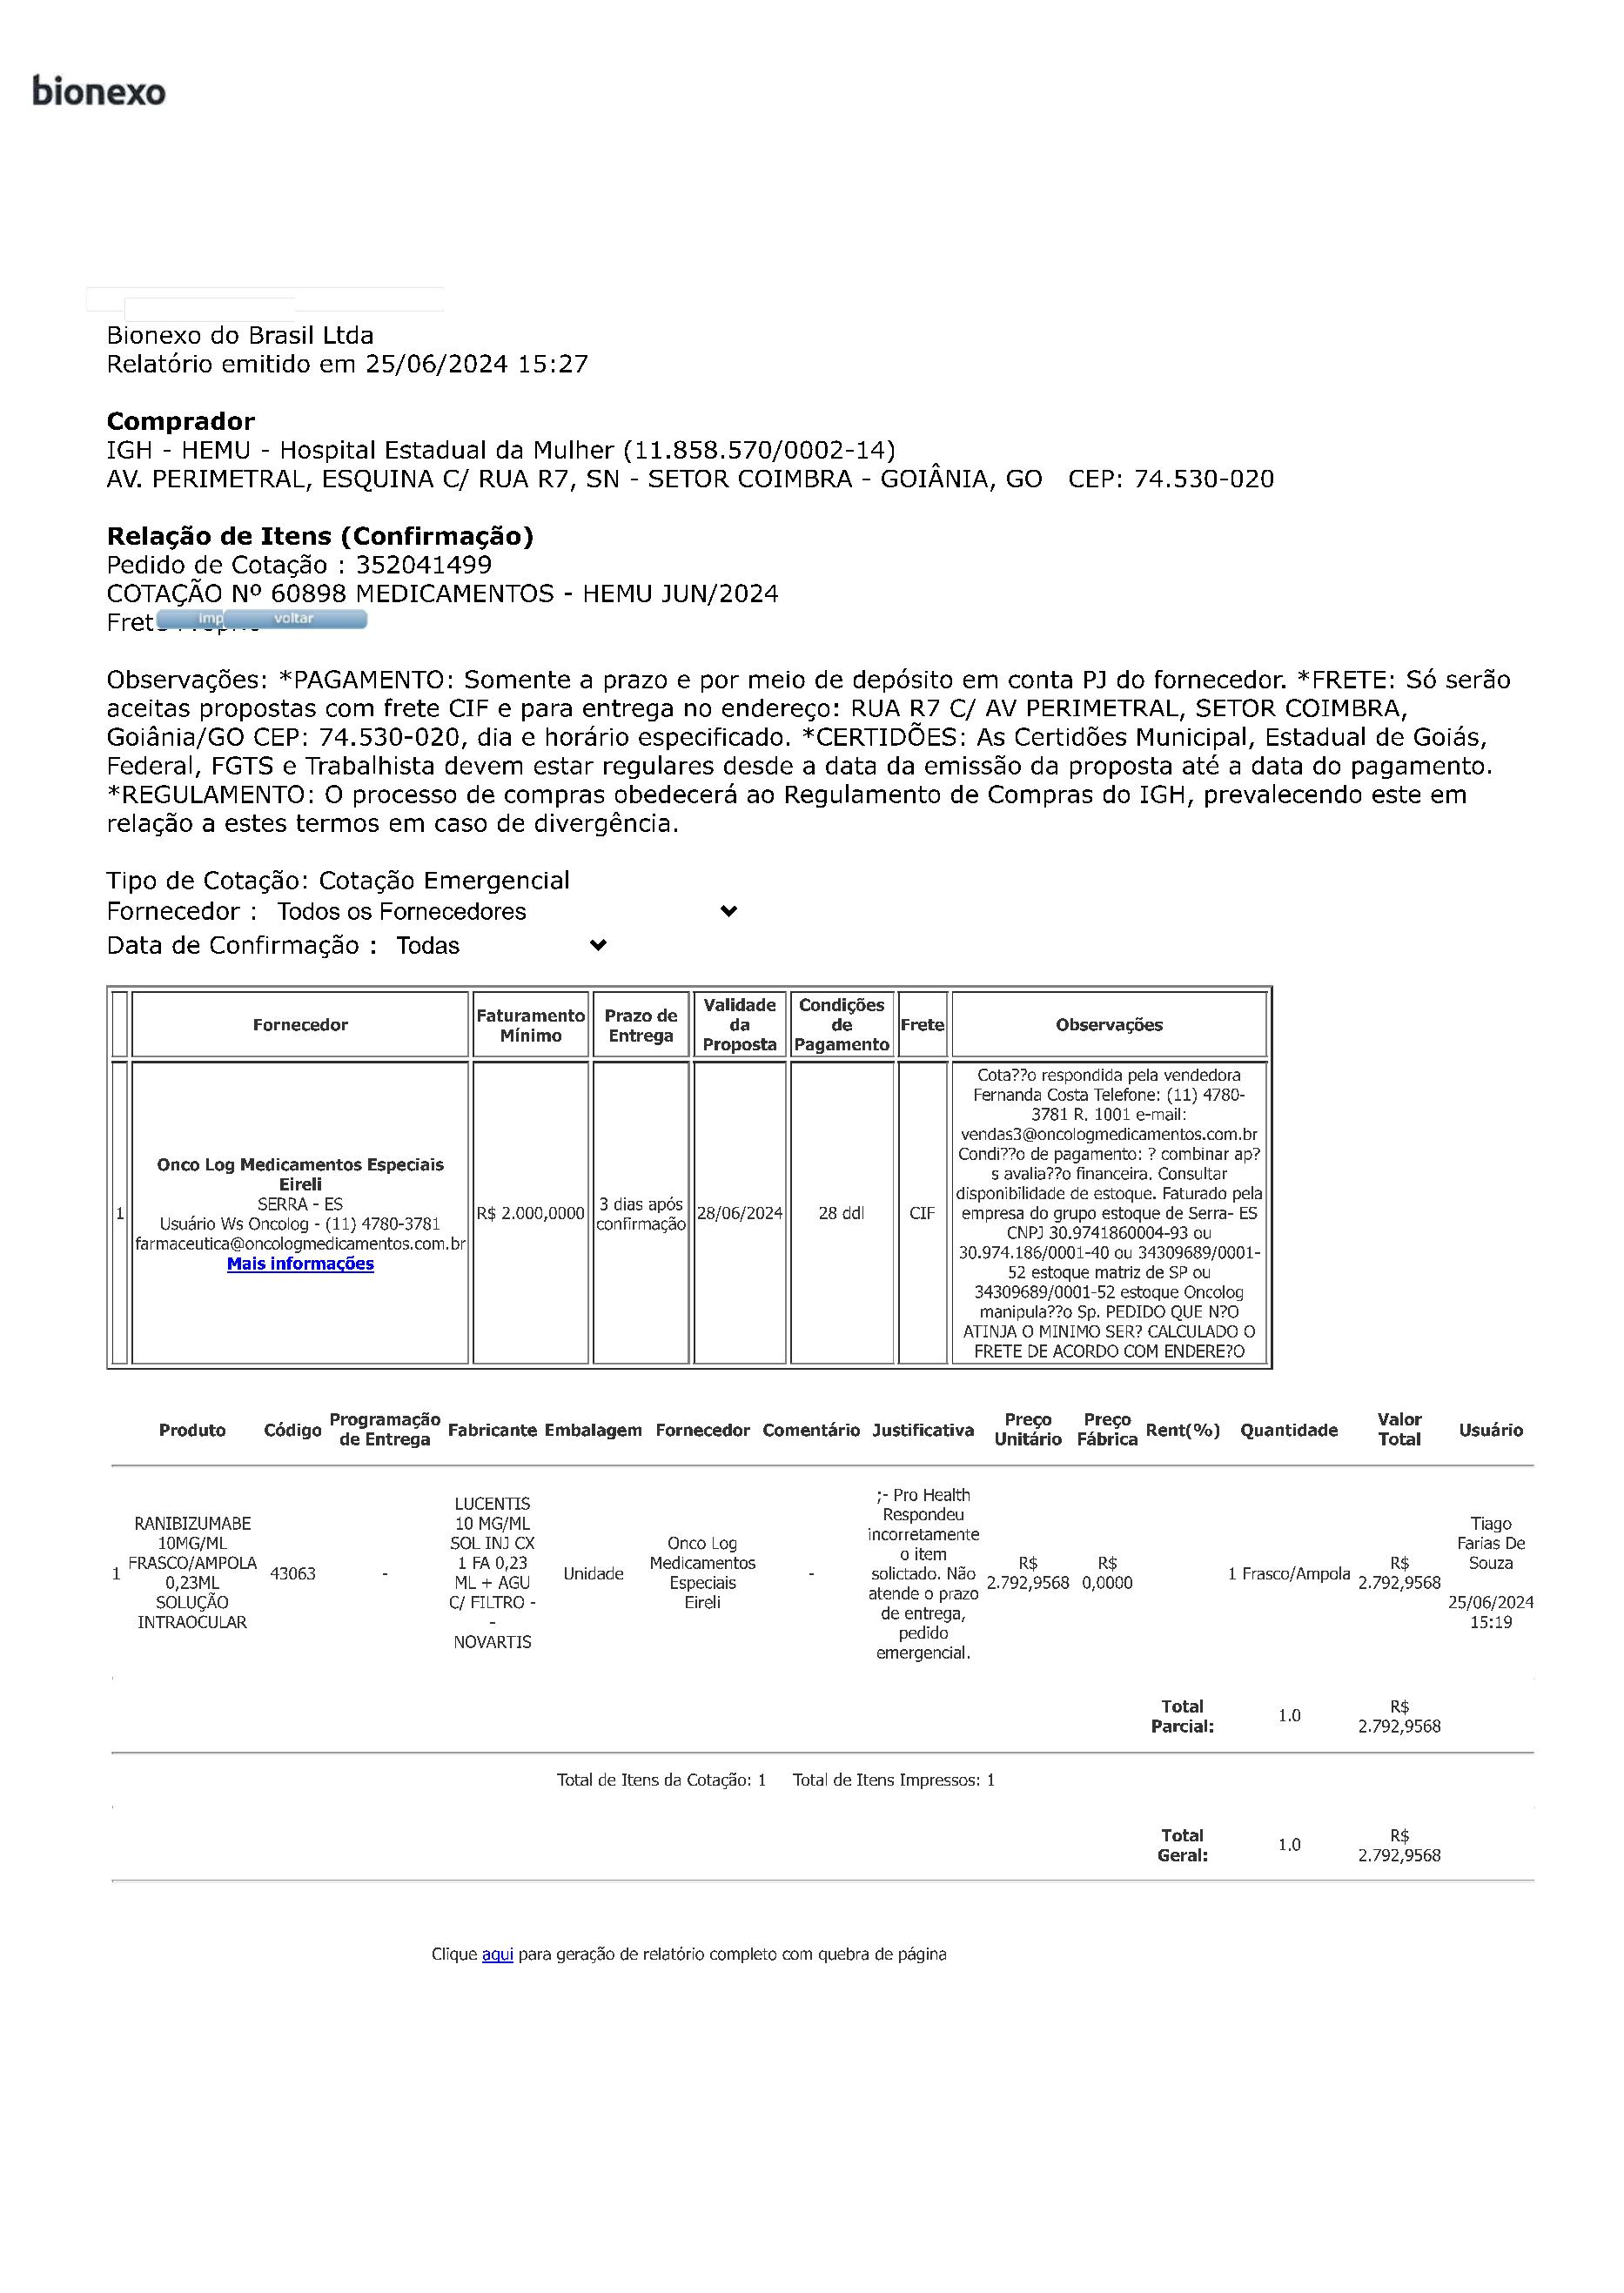 bionexo
Bionexo do Brasil Ltda
Relatório emitido em 25/06/2024 15:27
Comprador
IGH - HEMU - Hospital Estadual da Mulher (11.858.570/0002-14)
AV. PERIMETRAL, ESQUINA C/ RUA R7, SN - SETOR COIMBRA - GOIÂNIA, GO   CEP: 74.530-020
Relação de Itens (Confirmação)
Pedido de Cotação : 352041499
COTAÇÃO Nº 60898 MEDICAMENTOS - HEMU JUN/2024
imp voltar
Observações: *PAGAMENTO: Somente a prazo e por meio de depósito em conta PJ do fornecedor. *FRETE: Só serão
aceitas propostas com frete CIF e para entrega no endereço: RUA R7 C/ AV PERIMETRAL, SETOR COIMBRA,
Goiânia/GO CEP: 74.530-020, dia e horário especificado. *CERTIDÕES: As Certidões Municipal, Estadual de Goiás,
Federal, FGTS e Trabalhista devem estar regulares desde a data da emissão da proposta até a data do pagamento.
*REGULAMENTO: O processo de compras obedecerá ao Regulamento de Compras do IGH, prevalecendo este em
relação a estes termos em caso de divergência.
Tipo de Cotação: Cotação Emergencial
Fornecedor : Todos os Fornecedores
Data de Confirmação : Todas
Fornecedor
Faturamento
Mínimo
Prazo de
Entrega
Validade
da
Proposta
Condições
de
Pagamento
Frete
Observações
1
Onco Log Medicamentos Especiais
Eireli
SERRA - ES
Usuário Ws Oncolog - (11) 4780-3781
farmaceutica@oncologmedicamentos.com.br
Mais informações
R$ 2.000,0000
3 dias após
confirmação
28/06/2024
28 ddl
CIF
Cota??o respondida pela vendedora
Fernanda Costa Telefone: (11) 4780-
3781 R. 1001 e-mail:
vendas3@oncologmedicamentos.com.br
Condi??o de pagamento: ? combinar ap?
s avalia??o financeira. Consultar
disponibilidade de estoque. Faturado pela
empresa do grupo estoque de Serra- ES
CNPJ 30.9741860004-93 ou
30.974.186/0001-40 ou 34309689/0001-
52 estoque matriz de SP ou
34309689/0001-52 estoque Oncolog
manipula??o Sp. PEDIDO QUE N?O
ATINJA O MINIMO SER? CALCULADO O
FRETE DE ACORDO COM ENDERE?O
Produto
Código
Programação
de Entrega
Fabricante
Embalagem
Fornecedor
Comentário
Justificativa
Preço
Unitário
Preço
Fábrica
Rent(%)
Quantidade
Valor
Total
Usuário
1
RANIBIZUMABE
10MG/ML
FRASCO/AMPOLA
0,23ML
SOLUÇÃO
INTRAOCULAR
43063
-
LUCENTIS
10 MG/ML
SOL INJ CX
1 FA 0,23
ML + AGU
C/ FILTRO -
-
NOVARTIS
Unidade
Onco Log
Medicamentos
Especiais
Eireli
-
;- Pro Health
Respondeu
incorretamente
o item
solictado. Não
atende o prazo
de entrega,
pedido
emergencial.
R$
2.792,9568
R$
0,0000
1 Frasco/Ampola
R$
2.792,9568
Tiago
Farias De
Souza
25/06/2024
15:19
Total
Parcial:
1.0
R$
2.792,9568
Total de Itens da Cotação: 1   Total de Itens Impressos: 1
Total
Geral:
1.0
R$
2.792,9568
Clique aqui para geração de relatório completo com quebra de página